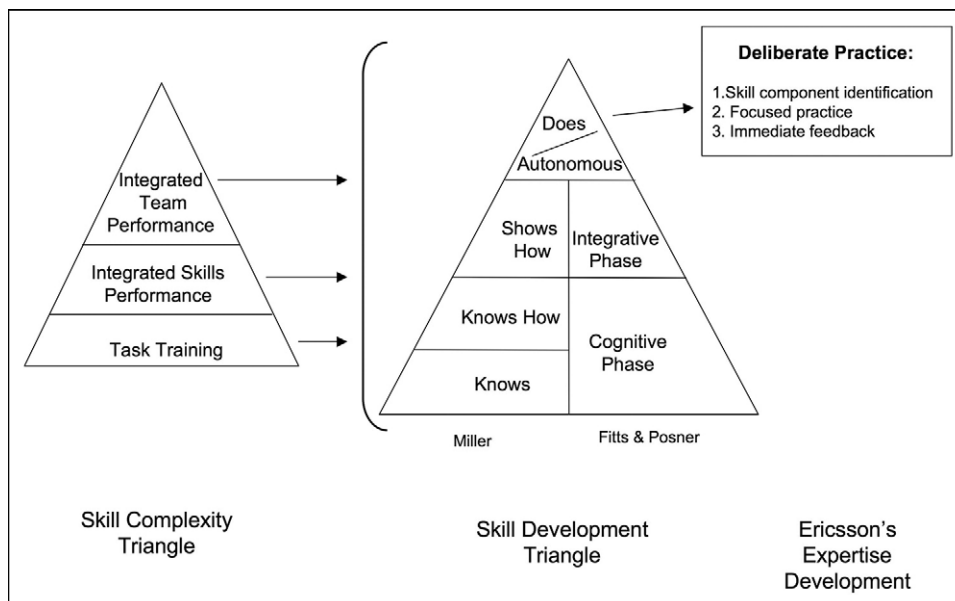 Integrated
Team
Performance
Integrated Skills
Performance
Task Training
Does
Autonomous
Shows
How
Integrative
Phase
Knows How
Knows
Cognitive
Phase
Miller
Fitts & Posner
Deliberate Practice:
1.Skill component identification
2. Focused practice
3. Immediate feedback
Skill Complexity
Triangle
Skill Development
Triangle
Ericsson's
Expertise
Development